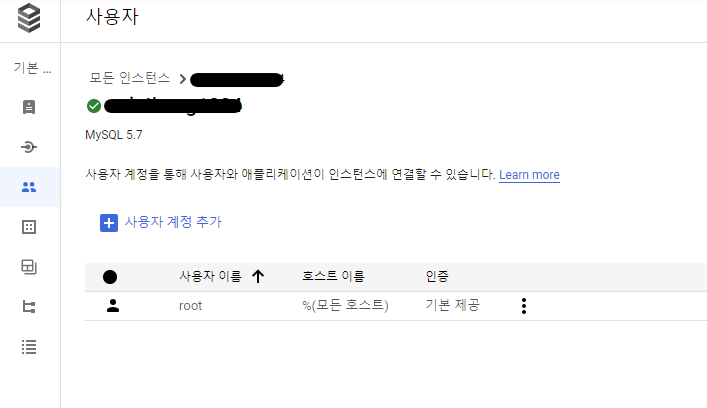 사용자
기본 ...
모든 인스턴스
MySQL 5.7
사용자 계정을 통해 사용자와 애플리케이션이 인스턴스에 연결할 수 있습니다. Learn more
사용자 계정 추가
사용자 이름 호스트 이름 인증
root %(모든 호스트) 기본 제공